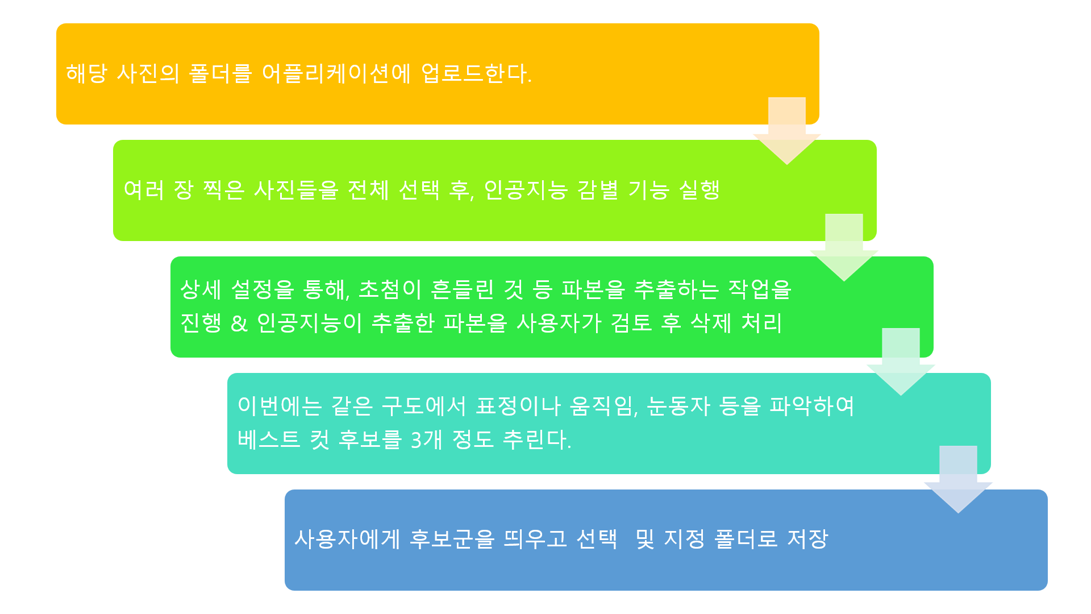 해당 사진의 폴더를 어플리케이션에 업로드한다.
여러 장 찍은 사진들을 전체 선택 후, 인공지능 감별 기능 실행
상세 설정을 통해, 초첨이 흔들린 것 등 파본을 추출하는 작업을
진행 & 인공지능이 추출한 파본을 사용자가 검토 후 삭제 처리
이번에는 같은 구도에서 표정이나 움직임, 눈동자 등을 파악하여
베스트 컷 후보를 3개 정도 추린다.
사용자에게 후보군을 띄우고 선택  및 지정 폴더로 저장